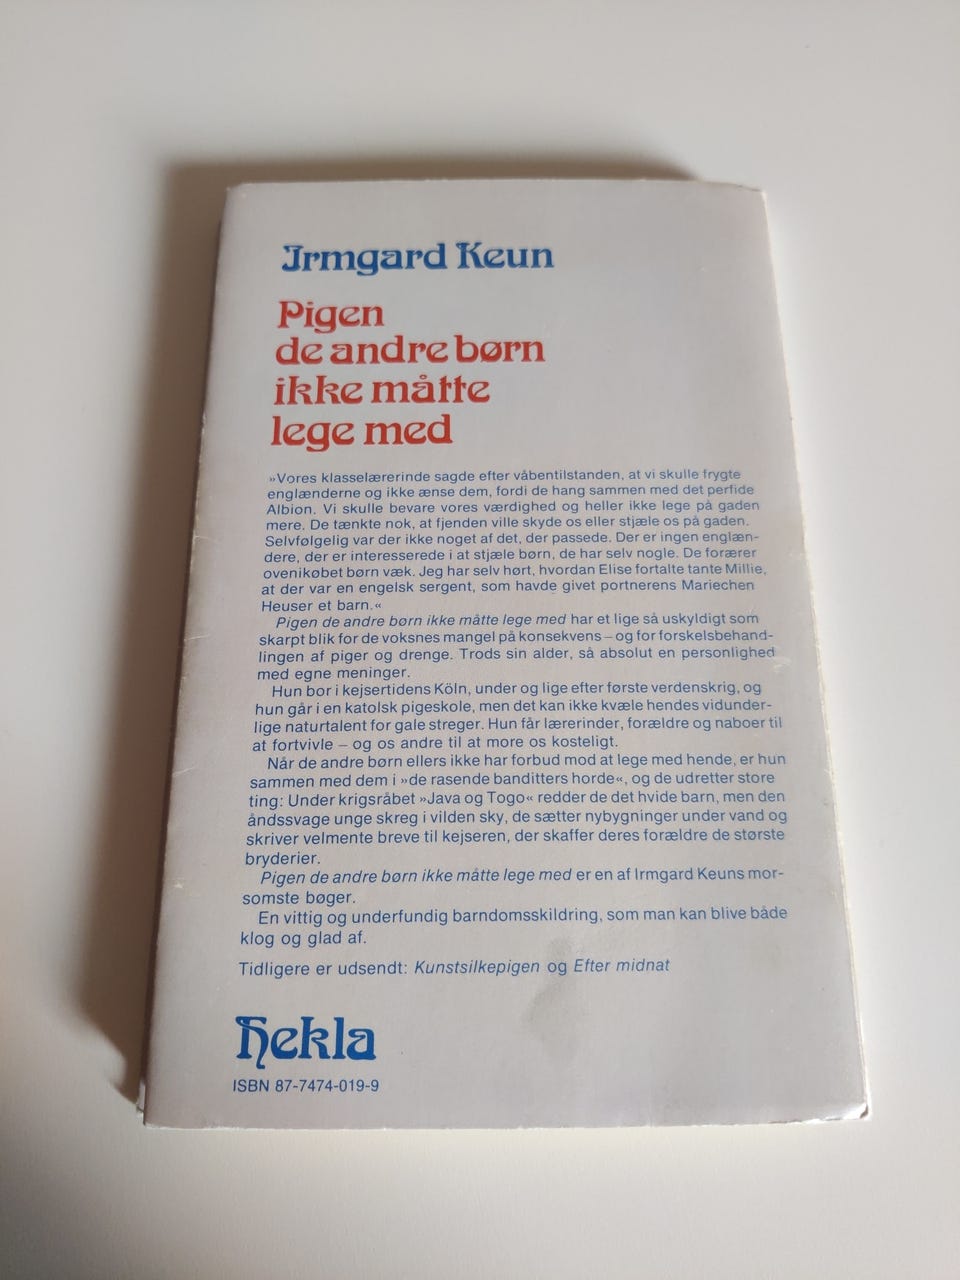 Irmgard Keun
Pigen
de andre børn
ikke måtte
lege med
»Vores klasselærerinde sagde efter våbentilstanden, at vi skulle frygte
englænderne og ikke ænse dem, fordi de hang sammen med det perfide
Albion. Vi skulle bevare vores værdighed og heller ikke lege på gaden
mere. De tænkte nok, at fjenden ville skyde os eller stjæle os på gaden.
Selvfølgelig var der ikke noget af det, der passede. Der er ingen englæn-
dere, der er interesserede i at stjæle børn, de har selv nogle. De forærer
ovenikøbet børn væk. Jeg har selv hørt, hvordan Elise fortalte tante Millie,
at der var en engelsk sergent, som havde givet portnerens Mariechen
Heuser et barn.«
Pigen de andre børn ikke måtte lege med har et lige så uskyldigt som
skarpt blik for de voksnes mangel på konsekvens – og for forskelsbehand-
lingen af piger og drenge. Trods sin alder, så absolut en personlighed
med egne meninger.
Hun bor i kejsertidens Köln, under og lige efter første verdenskrig, og
hun går i en katolsk pigeskole, men det kan ikke kvæle hendes vidunder-
lige naturtalent for gale streger. Hun får lærerinder, forældre og naboer til
at fortvivle – og os andre til at more os kosteligt.
Når de andre børn ellers ikke har forbud mod at lege med hende, er hun
sammen med dem i »de rasende banditters horde«, og de udretter store
ting: Under krigsråbet »Java og Togo« redder de det hvide barn, men den
åndssvage unge skreg i vilden sky, de sætter nybygninger under vand og
skriver velmente breve til kejseren, der skaffer deres forældre de største
bryderier.
Pigen de andre børn ikke måtte lege med er en af Irmgard Keuns mor-
somste bøger.
En vittig og underfundig barndomsskildring, som man kan blive både
klog og glad af.
Tidligere er udsendt: Kunstsilkepigen og Efter midnat
hekla
ISBN 87-7474-019-9